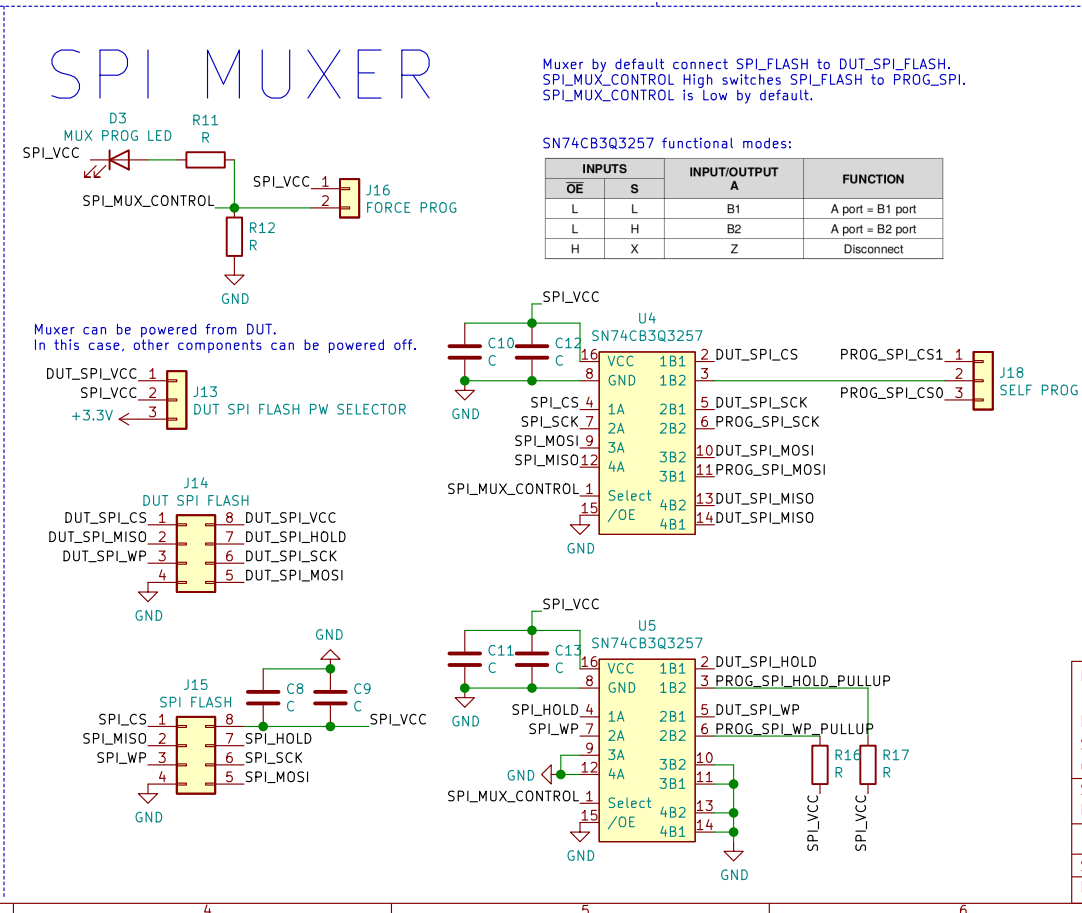 SPI MUXER
Muxer by default connect SPI_FLASH to DUT_SPI_FLASH.
SPI_MUX_CONTROL High switches SPI_FLASH to PROG_SPI.
SPI_MUX_CONTROL is Low by default.
D3
MUX PROG LED
R11
R
SPI_VCC
SPI_VCC 1
SPI_MUX_CONTROL 2
J16
FORCE PROG
R12
R
GND
SN74CB3Q3257 functional modes:
INPUTS INPUT/OUTPUT A FUNCTION
OE S
L L B1 A port = B1 port
L H B2 A port = B2 port
H X Z Disconnect
Muxer can be powered from DUT.
In this case, other components can be powered off.
DUT_SPI_VCC 1
SPI_VCC 2
+3.3V 3
J13
DUT SPI FLASH PW SELECTOR
J14
DUT SPI FLASH
DUT_SPI_CS 1 8 DUT_SPI_VCC
DUT_SPI_MISO 2 7 DUT_SPI_HOLD
DUT_SPI_WP 3 6 DUT_SPI_SCK
4 5 DUT_SPI_MOSI
GND
GND
C8
C
C9
C
J15
SPI FLASH
SPI_CS 1 8 SPI_VCC
SPI_MISO 2 7 SPI_HOLD
SPI_WP 3 6 SPI_SCK
4 5 SPI_MOSI
GND
SPI_VCC
U4
SN74CB3Q3257
C10
C
C12
C
GND
16 VCC 1B1 2 DUT_SPI_CS
8 GND 1B2 3
SPI_CS 4 1A 2B1 5 DUT_SPI_SCK
SPI_SCK 7 2A 2B2 6 PROG_SPI_SCK
SPI_MOSI 9 3A 3B2 10 DUT_SPI_MOSI
SPI_MISO 12 4A 3B1 11 PROG_SPI_MOSI
SPI_MUX_CONTROL 1 Select 4B2 13 DUT_SPI_MISO
15 /OE 4B1 14 DUT_SPI_MISO
GND
PROG_SPI_CS1 1
2
PROG_SPI_CS0 3
J18
SELF PROG
SPI_VCC
U5
SN74CB3Q3257
C11
C
C13
C
GND
16 VCC 1B1 2 DUT_SPI_HOLD
8 GND 1B2 3 PROG_SPI_HOLD_PULLUP
SPI_HOLD 4 1A 2B1 5 DUT_SPI_WP
SPI_WP 7 2A 2B2 6 PROG_SPI_WP_PULLUP
GND 9 3A 3B2 10
12 4A 3B1 11
SPI_MUX_CONTROL 1 Select 4B2 13
15 /OE 4B1 14
GND
GND
R16
R
R17
R
SPI_VCC
SPI_VCC
4 5 6